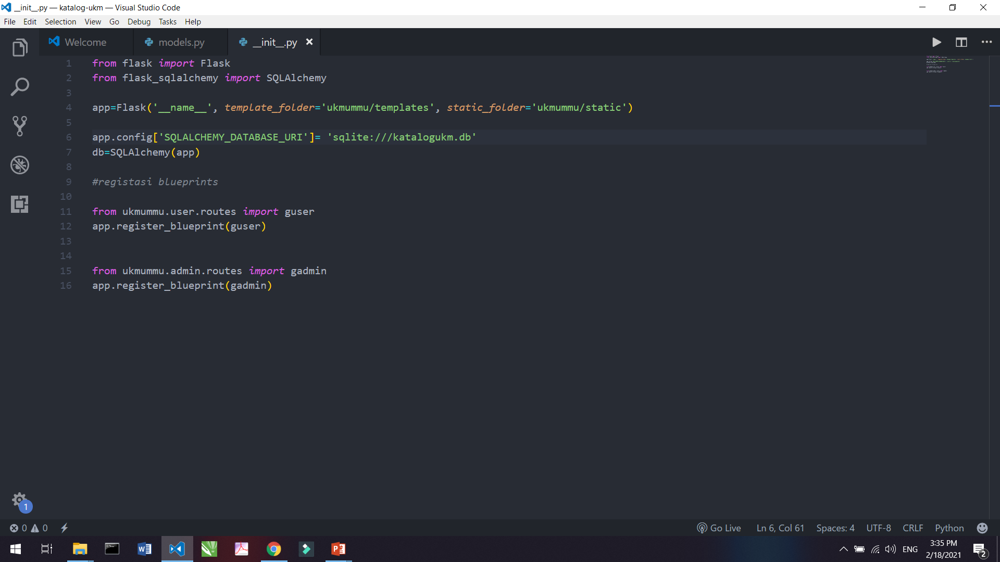 __init__.py — katalog-ukm — Visual Studio Code
File Edit Selection View Go Debug Tasks Help
Welcome models.py __init__.py
1 from flask import Flask
2 from flask_sqlalchemy import SQLAlchemy
3
4 app=Flask('__name__', template_folder='ukmummu/templates', static_folder='ukmummu/static')
5
6 app.config['SQLALCHEMY_DATABASE_URI']= 'sqlite:///katalogukm.db'
7 db=SQLAlchemy(app)
8
9 #registasi blueprints
10
11 from ukmummu.user.routes import guser
12 app.register_blueprint(guser)
13
14
15 from ukmummu.admin.routes import gadmin
16 app.register_blueprint(gadmin)
1
0 0 Go Live Ln 6, Col 61 Spaces: 4 UTF-8 CRLF Python
ENG 3:35 PM
2/18/2021 2